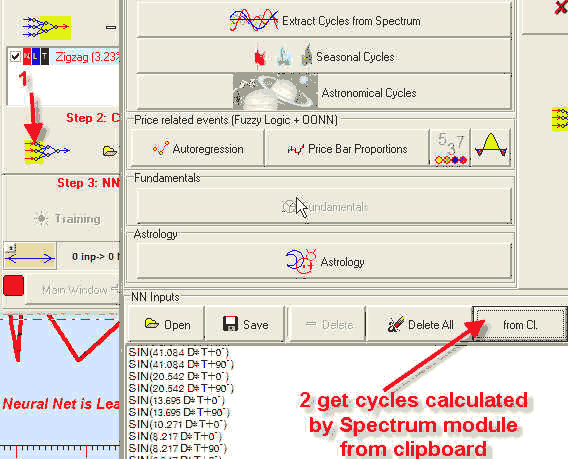 Extract Cycles from Spectrum
N L T Zigzag (3.23%
Seasonal Cycles
1
Astronomical Cycles
Step 2: C
Price related events (Fuzzy Logic + OONN)
Autoregression
Price Bar Proportions
5 3 7
Step 3: NN
Fundamentals
Training
Fundamentals
Astrology
0 inp-> 0 N
Astrology
Main Window
NN Inputs
Open
Save
Delete
Delete All
from Cl.
SIN(41.084 D*T+0°)
SIN(41.084 D*T+90°)
SIN(20.542 D*T+0°)
SIN(20.542 D*T+90°)
SIN(13.695 D*T+0°)
SIN(13.695 D*T+90°)
SIN(10.271 D*T+0°)
SIN(8.217 D*T+0°)
SIN(8.217 D*T+90°)
Neural Net is Lea
2 get cycles calculated
by Spectrum module
from clipboard